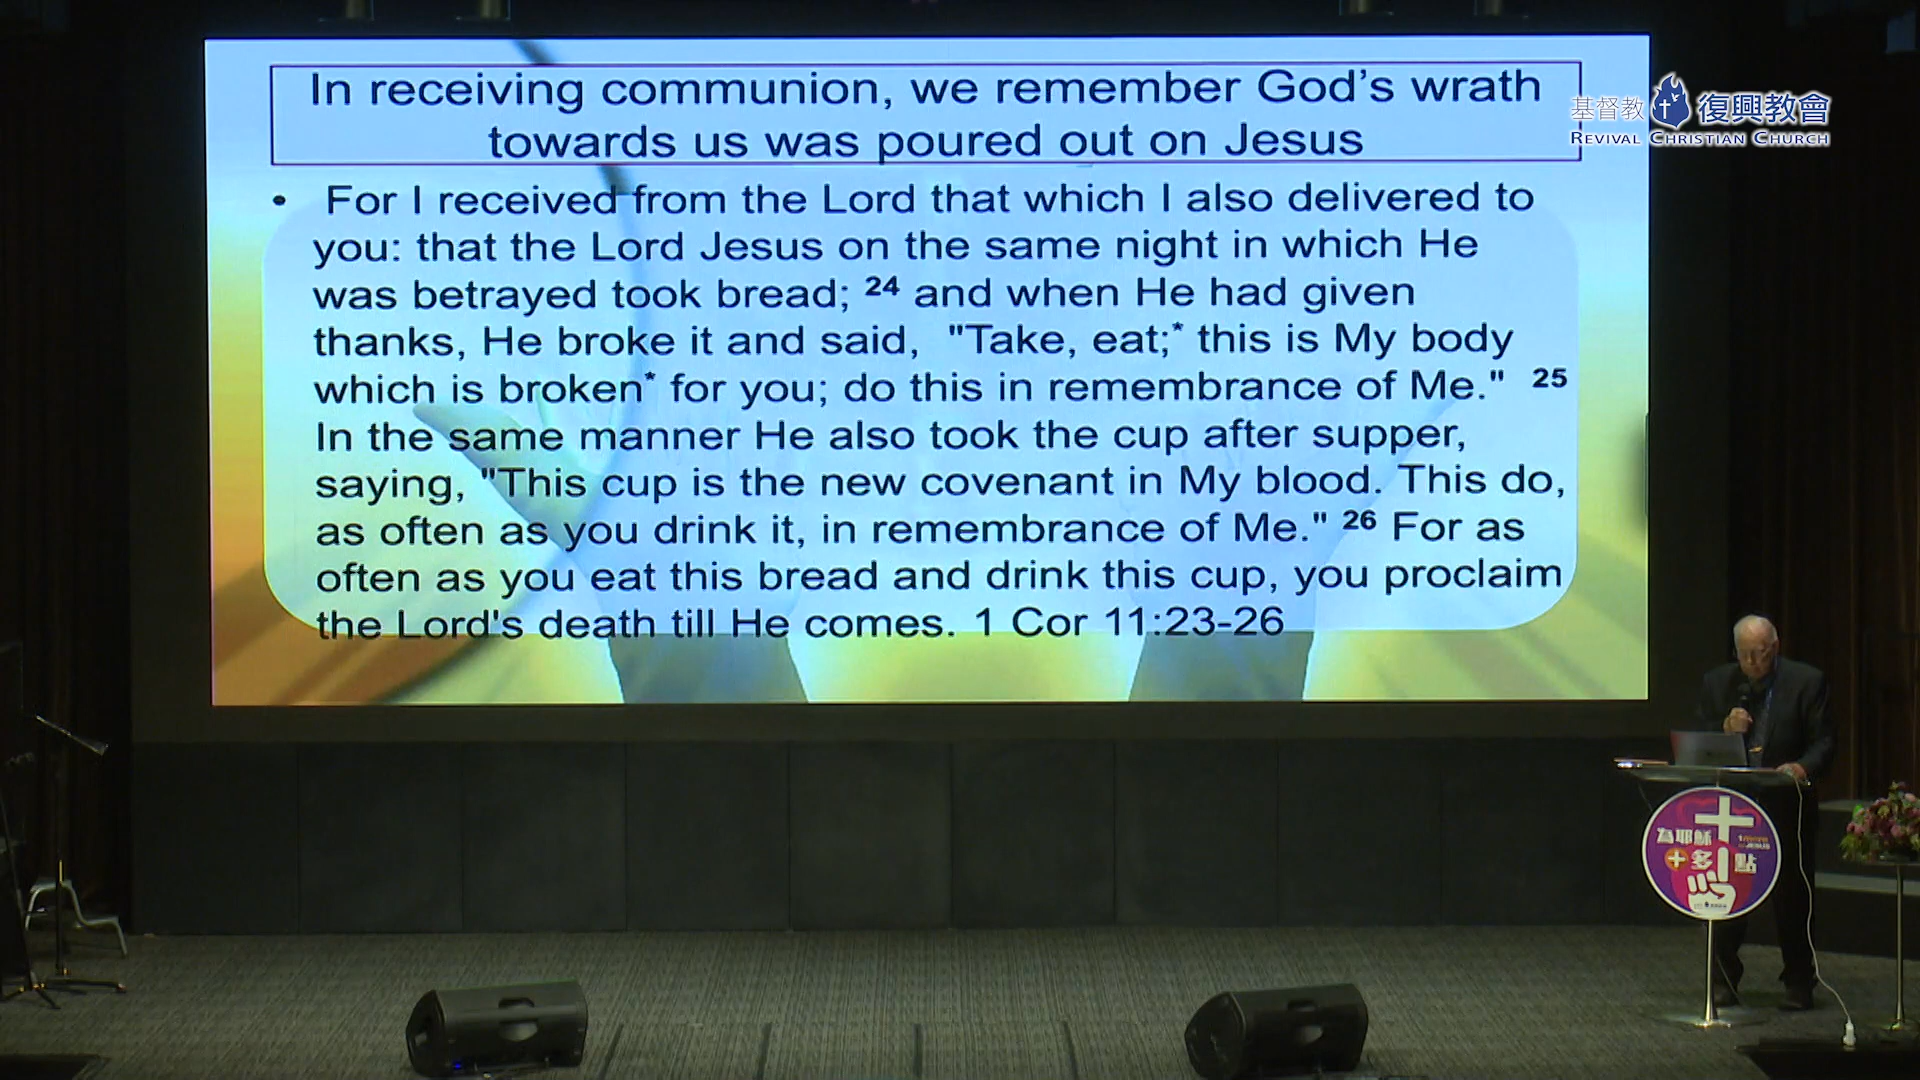 In receiving communion, we remember God's wrath
towards us was poured out on Jesus
• For I received from the Lord that which I also delivered to
you: that the Lord Jesus on the same night in which He
was betrayed took bread; 24 and when He had given
thanks, He broke it and said, "Take, eat;* this is My body
which is broken* for you; do this in remembrance of Me." 25
In the same manner He also took the cup after supper,
saying, "This cup is the new covenant in My blood. This do,
as often as you drink it, in remembrance of Me." 26 For as
often as you eat this bread and drink this cup, you proclaim
the Lord's death till He comes. 1 Cor 11:23-26
基督教 復興教會
REVIVAL CHRISTIAN CHURCH
為耶穌
+多 點